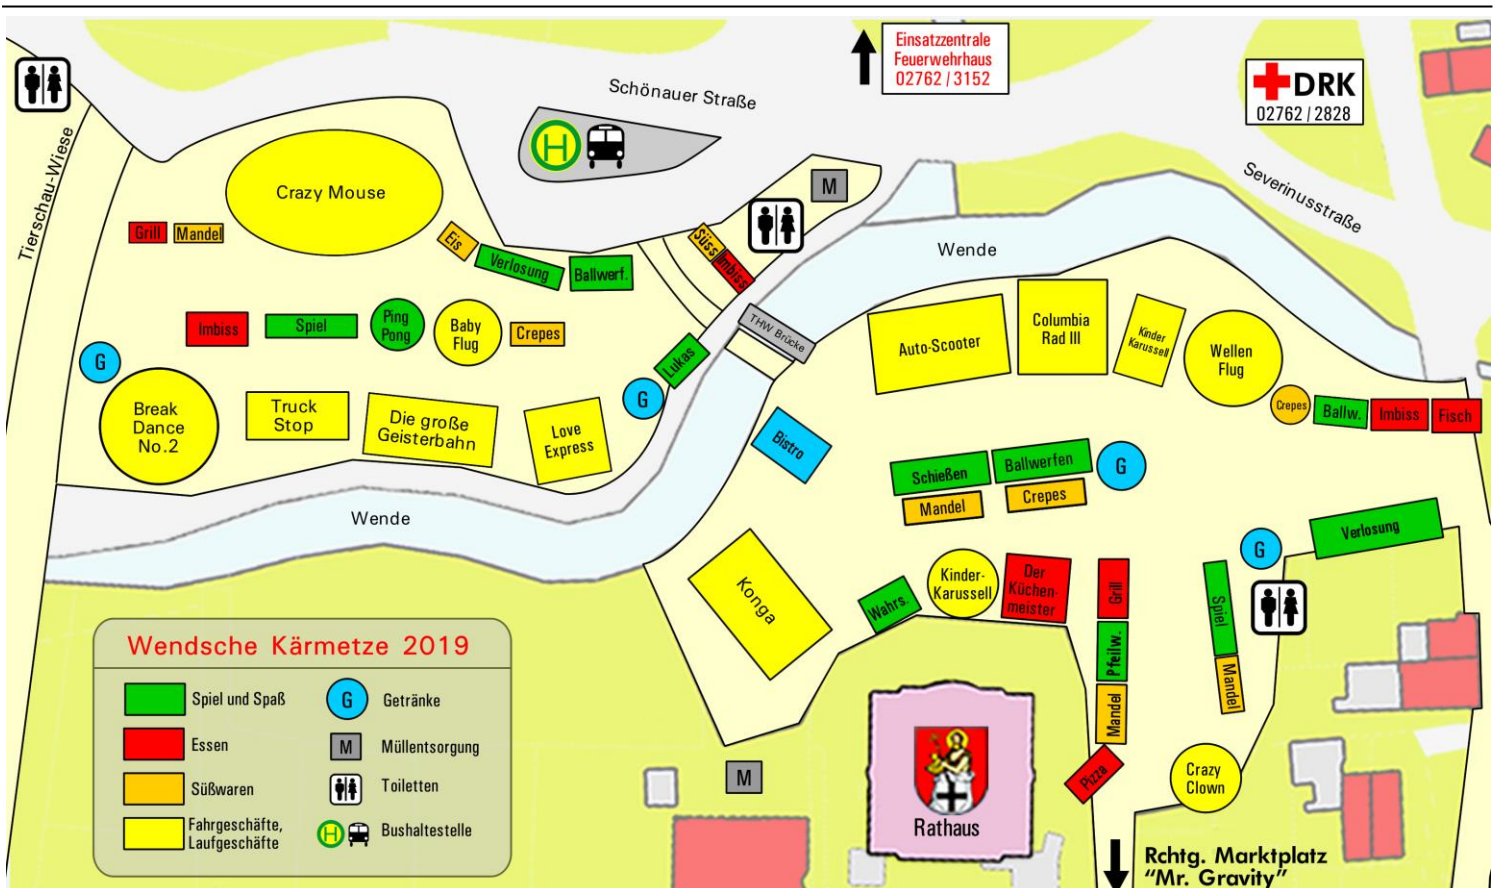 Einsatzzentrale
Feuerwehrhaus
02762 / 3152
DRK
02762 / 2828
Schönauer Straße
Severinusstraße
Tierschau-Wiese
H
M
Crazy Mouse
Grill
Mandel
Eis
Verlosung
Ballwerf.
Süss
Imbiss
Wende
Imbiss
Spiel
Ping
Pong
Baby
Flug
Crepes
THW Brücke
Lukas
G
G
Break
Dance
No.2
Truck
Stop
Die große
Geisterbahn
Love
Express
Auto-Scooter
Columbia
Rad III
Kinder
Karussell
Wellen
Flug
Crepes
Ballw.
Imbiss
Fisch
Bistro
Schießen
Ballwerfen
G
Mandel
Crepes
Wende
Verlosung
G
Konga
Wahrs.
Kinder-
Karussell
Der
Küchen-
meister
Grill
Pfeilw.
Mandel
Pizza
Spiel
Mandel
Crazy
Clown
M
Rathaus
Rchtg. Marktplatz
"Mr. Gravity"
Wendsche Kärmetze 2019
Spiel und Spaß
G Getränke
Essen
M Müllentsorgung
Süßwaren
Toiletten
Fahrgeschäfte,
Laufgeschäfte
H Bushaltestelle